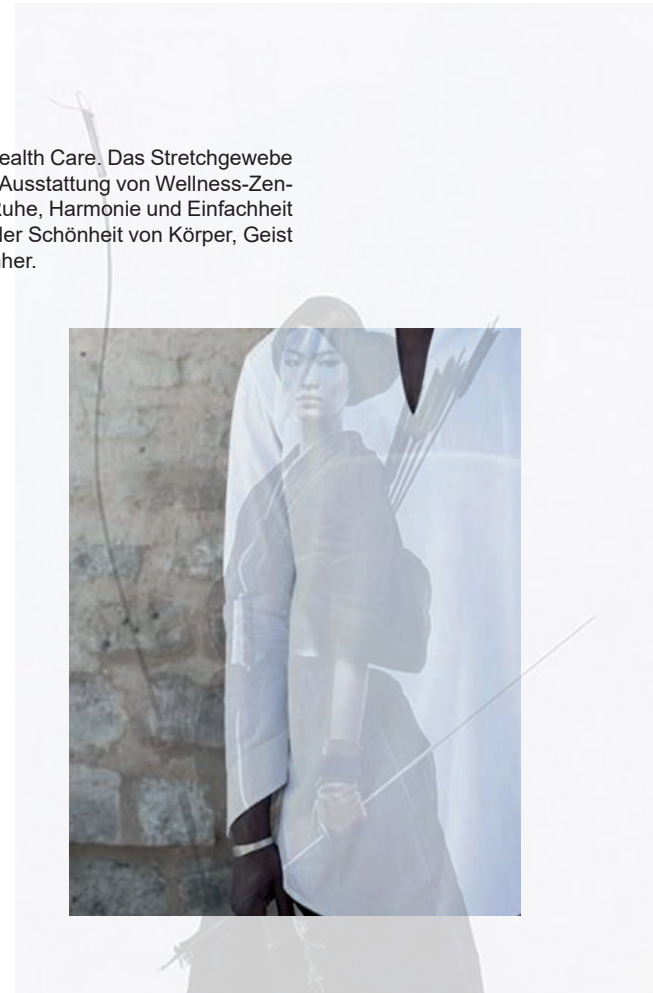 ealth Care. Das Stretchgewebe
Ausstattung von Wellness-Zen-
Ruhe, Harmonie und Einfachheit
der Schönheit von Körper, Geist
her.